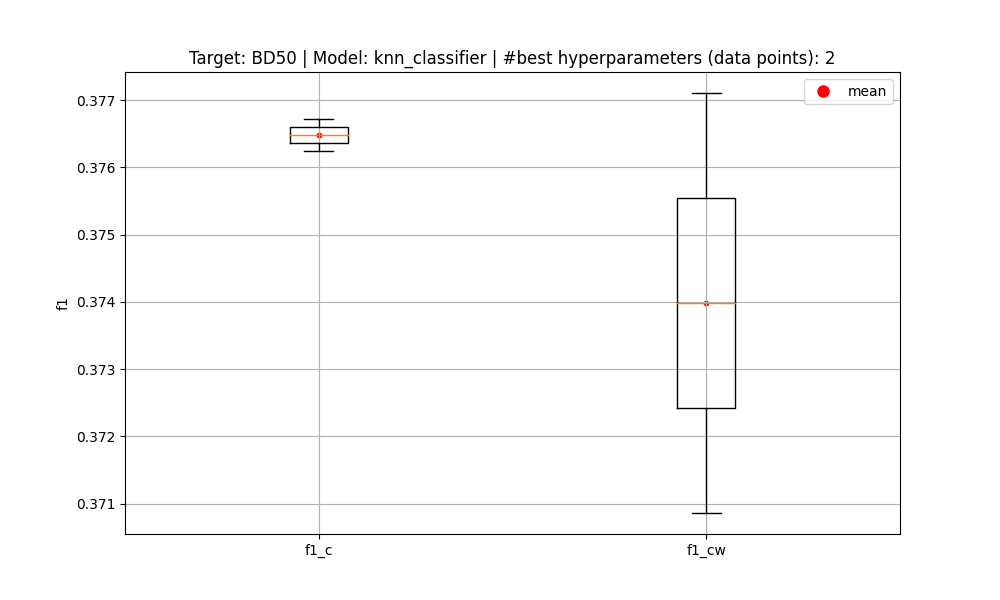 Target: BD50 | Model: knn_classifier | #best hyperparameters (data points): 2
mean
0.377
0.376
0.375
0.374
0.373
0.372
0.371
f1
f1_c
f1_cw